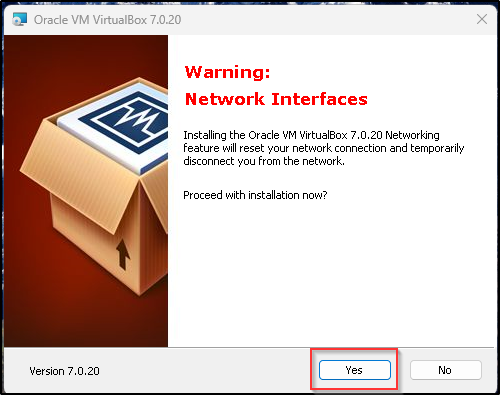 Oracle VM VirtualBox 7.0.20
Warning:
Network Interfaces
Installing the Oracle VM VirtualBox 7.0.20 Networking
feature will reset your network connection and temporarily
disconnect you from the network.
Proceed with installation now?
Version 7.0.20
Yes
No